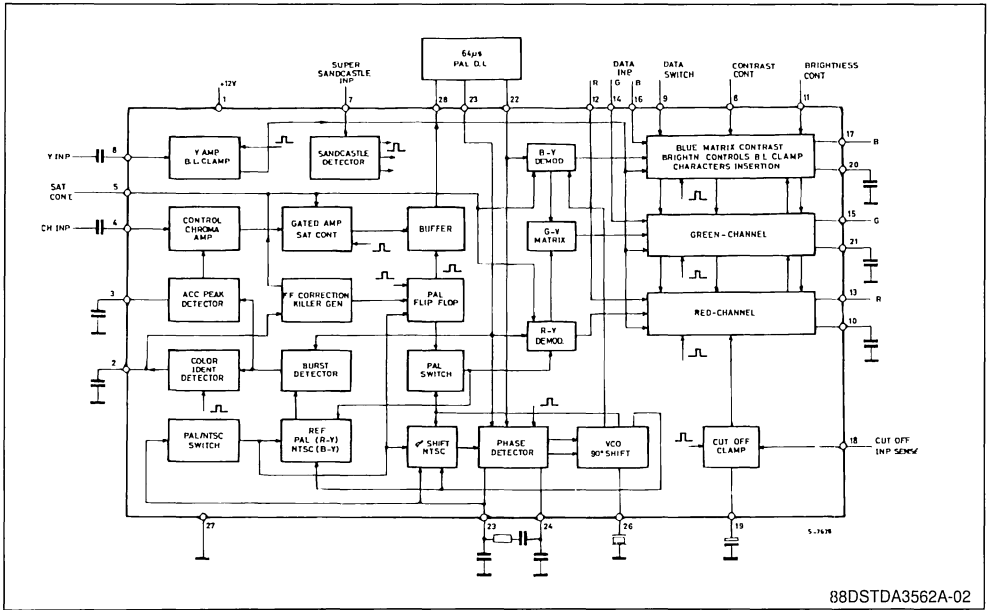 64µs
PAL D.L
SUPER
SANDCASTLE
INP
+12V
DATA
INP
R G B
DATA
SWITCH
CONTRAST
CONT
BRIGHTNESS
CONT
1
7
28
23
22
12
14
16
9
6
11
Y INP
8
Y AMP
B.L. CLAMP
SANDCASTLE
DETECTOR
B-Y
DEMOD
BLUE MATRIX CONTRAST
BRIGHTN CONTROLS B L CLAMP
CHARACTERS INSERTION
17
B
20
SAT
CONT
5
CH INP
4
CONTROL
CHROMA
AMP
GATED AMP
SAT CONT
BUFFER
G-Y
MATRIX
GREEN-CHANNEL
15
G
21
3
ACC PEAK
DETECTOR
FF CORRECTION
KILLER GEN
PAL
FLIP FLOP
R-Y
DEMOD.
RED-CHANNEL
13
R
10
2
COLOR
IDENT
DETECTOR
BURST
DETECTOR
PAL
SWITCH
PAL/NTSC
SWITCH
REF
PAL (R-Y)
NTSC (B-Y)
SHIFT
NTSC
PHASE
DETECTOR
VCO
90° SHIFT
CUT OFF
CLAMP
18
CUT OFF
INP SENSE
27
23
24
26
19
S-7628
88DSTDA3562A-02